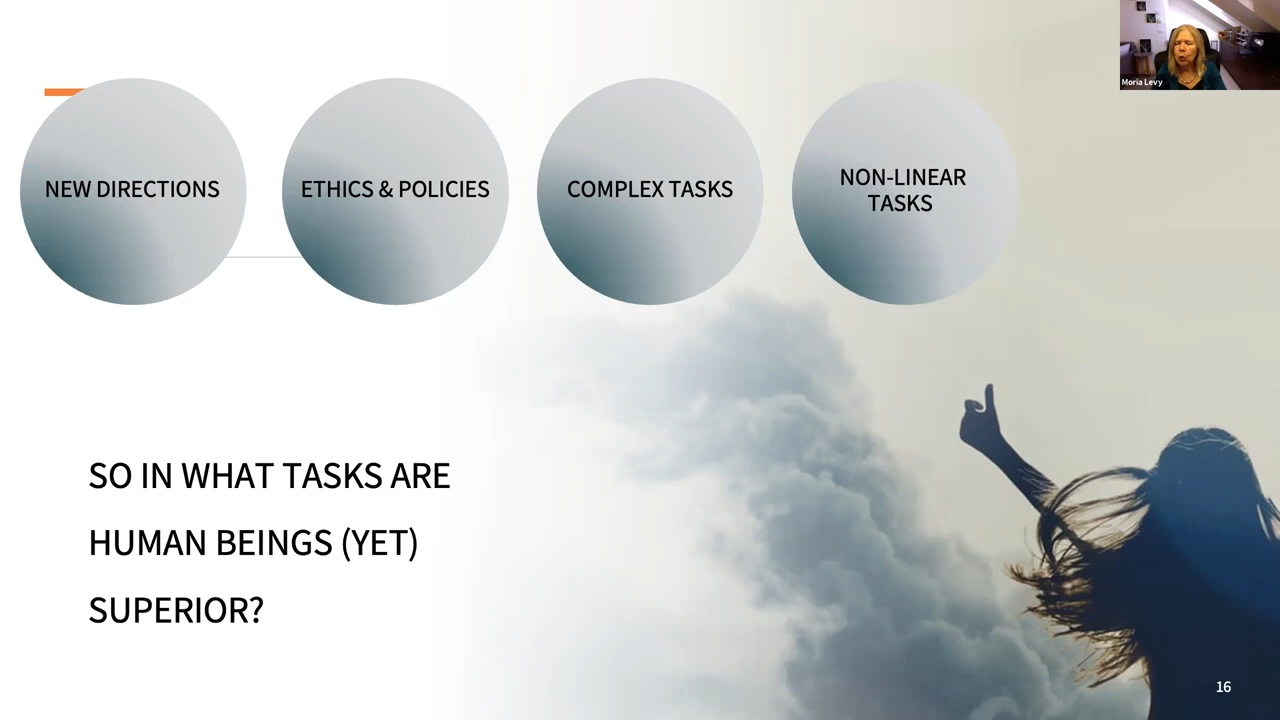 Moria Levy
NEW DIRECTIONS
ETHICS & POLICIES
COMPLEX TASKS
NON-LINEAR
TASKS
SO IN WHAT TASKS ARE
HUMAN BEINGS (YET)
SUPERIOR?
16